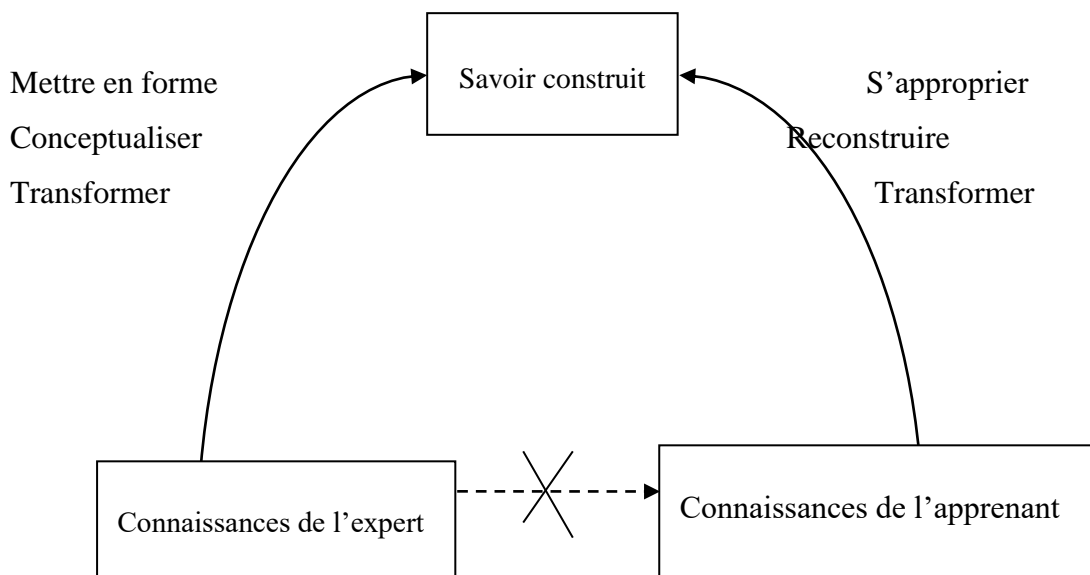 Savoir construit
Mettre en forme
Conceptualiser
Transformer
S’approprier
Reconstruire
Transformer
Connaissances de l’expert
Connaissances de l’apprenant